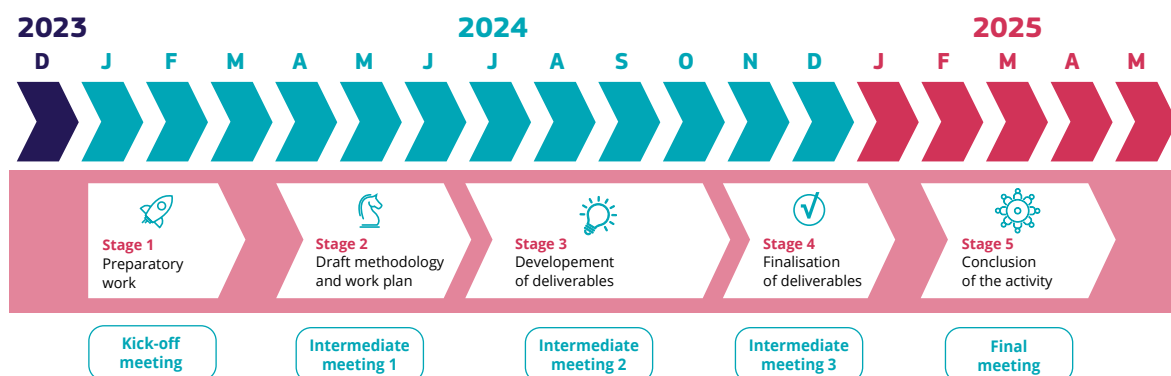 2023 2024 2025
D J F M A M J J A S O N D J F M A M
Stage 1
Preparatory
work
Stage 2
Draft methodology
and work plan
Stage 3
Developement
of deliverables
Stage 4
Finalisation
of deliverables
Stage 5
Conclusion
of the activity
Kick-off
meeting
Intermediate
meeting 1
Intermediate
meeting 2
Intermediate
meeting 3
Final
meeting